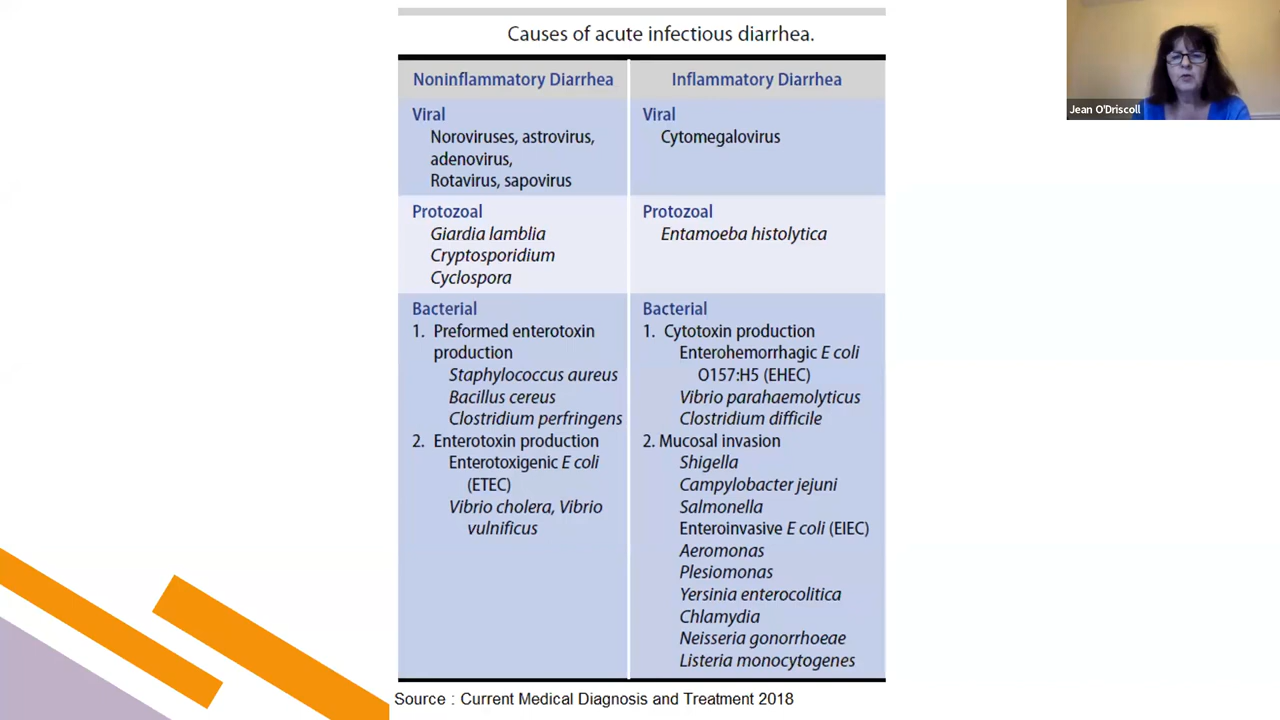 Causes of acute infectious diarrhea.
Noninflammatory Diarrhea
Viral
Noroviruses, astrovirus,
adenovirus,
Rotavirus, sapovirus
Protozoal
Giardia lamblia
Cryptosporidium
Cyclospora
Bacterial
1. Preformed enterotoxin
production
Staphylococcus aureus
Bacillus cereus
Clostridium perfringens
2. Enterotoxin production
Enterotoxigenic E coli
(ETEC)
Vibrio cholera, Vibrio
vulnificus
Inflammatory Diarrhea
Viral
Cytomegalovirus
Protozoal
Entamoeba histolytica
Bacterial
1. Cytotoxin production
Enterohemorrhagic E coli
O157:H5 (EHEC)
Vibrio parahaemolyticus
Clostridium difficile
2. Mucosal invasion
Shigella
Campylobacter jejuni
Salmonella
Enteroinvasive E coli (EIEC)
Aeromonas
Plesiomonas
Yersinia enterocolitica
Chlamydia
Neisseria gonorrhoeae
Listeria monocytogenes
Source : Current Medical Diagnosis and Treatment 2018
Jean O'Driscoll